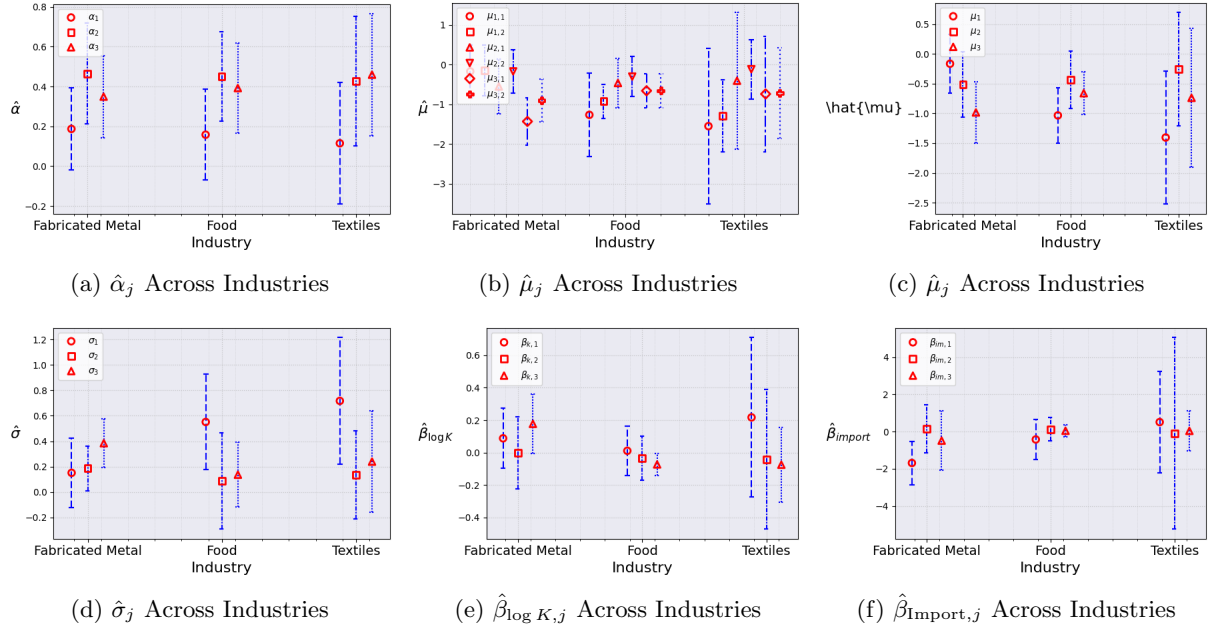 α₁
α₂
α₃
0.8
0.6
0.4
0.2
0.0
−0.2
α̂
Fabricated Metal Food Textiles
Industry
(a) α̂ⱼ Across Industries
μ₁,₁
μ₁,₂
μ₂,₁
μ₂,₂
μ₃,₁
μ₃,₂
1
0
−1
−2
−3
μ̂
Fabricated Metal Food Textiles
Industry
(b) μ̂ⱼ Across Industries
μ₁
μ₂
μ₃
0.5
0.0
−0.5
−1.0
−1.5
−2.0
−2.5
\hat{\mu}
Fabricated Metal Food Textiles
Industry
(c) μ̂ⱼ Across Industries
σ₁
σ₂
σ₃
1.2
1.0
0.8
0.6
0.4
0.2
0.0
−0.2
σ̂
Fabricated Metal Food Textiles
Industry
(d) σ̂ⱼ Across Industries
βₖ,₁
βₖ,₂
βₖ,₃
0.6
0.4
0.2
0.0
−0.2
−0.4
β̂_{log K}
Fabricated Metal Food Textiles
Industry
(e) β̂_{log K,j} Across Industries
β_{im,1}
β_{im,2}
β_{im,3}
4
2
0
−2
−4
β̂_{import}
Fabricated Metal Food Textiles
Industry
(f) β̂_{Import,j} Across Industries